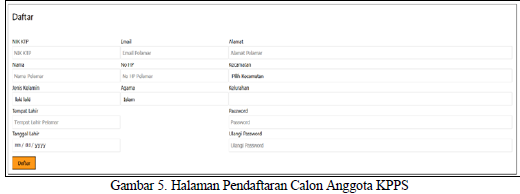 Daftar
NIK KTP Email Alamat
NIK KTP Email Pelamar Alamat Pelamar
Nama No HP Kecamatan
Nama Pelamar No HP Pelamar Pilih Kecamatan
Jenis Kelamin Agama Kelurahan
laki laki Islam
Tempat Lahir Password
Tempat Lahir Pelamar Password
Tanggal Lahir Ulangi Password
mm / dd / yyyy Ulangi Password
Daftar
Gambar 5. Halaman Pendaftaran Calon Anggota KPPS